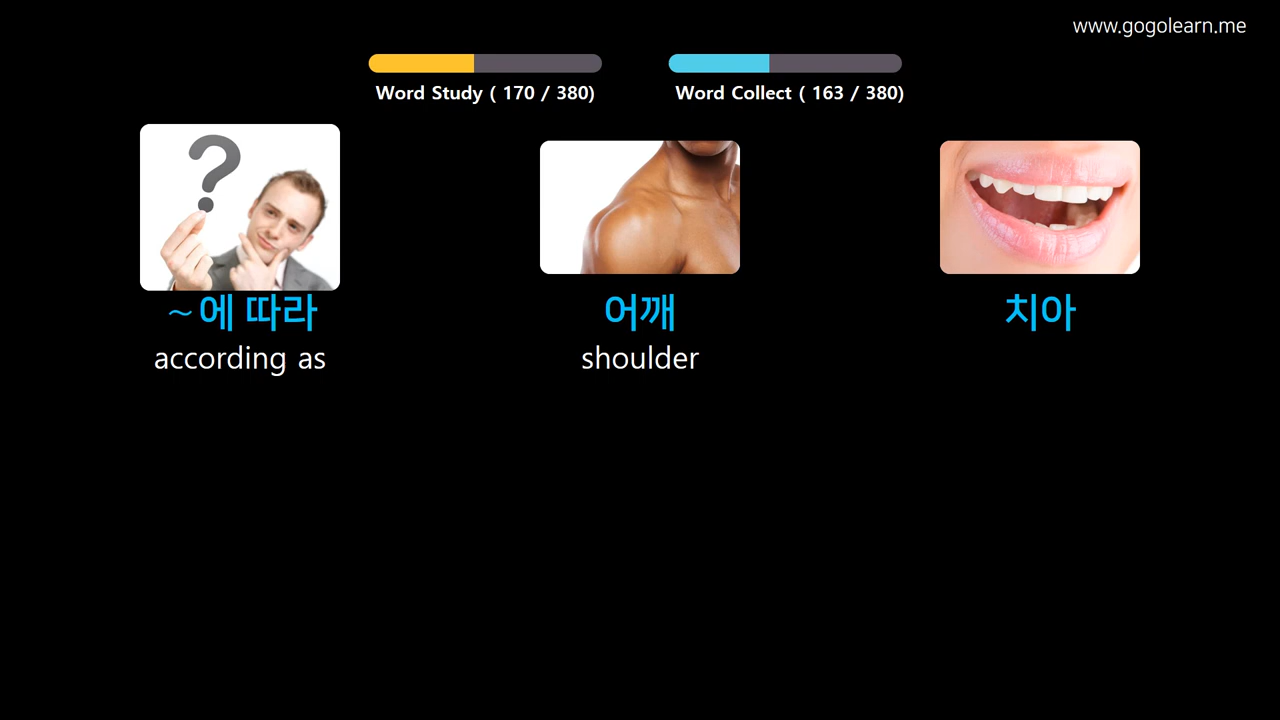 www.gogolearn.me
Word Study ( 170 / 380)
Word Collect ( 163 / 380)
~에 따라
according as
어깨
shoulder
치아